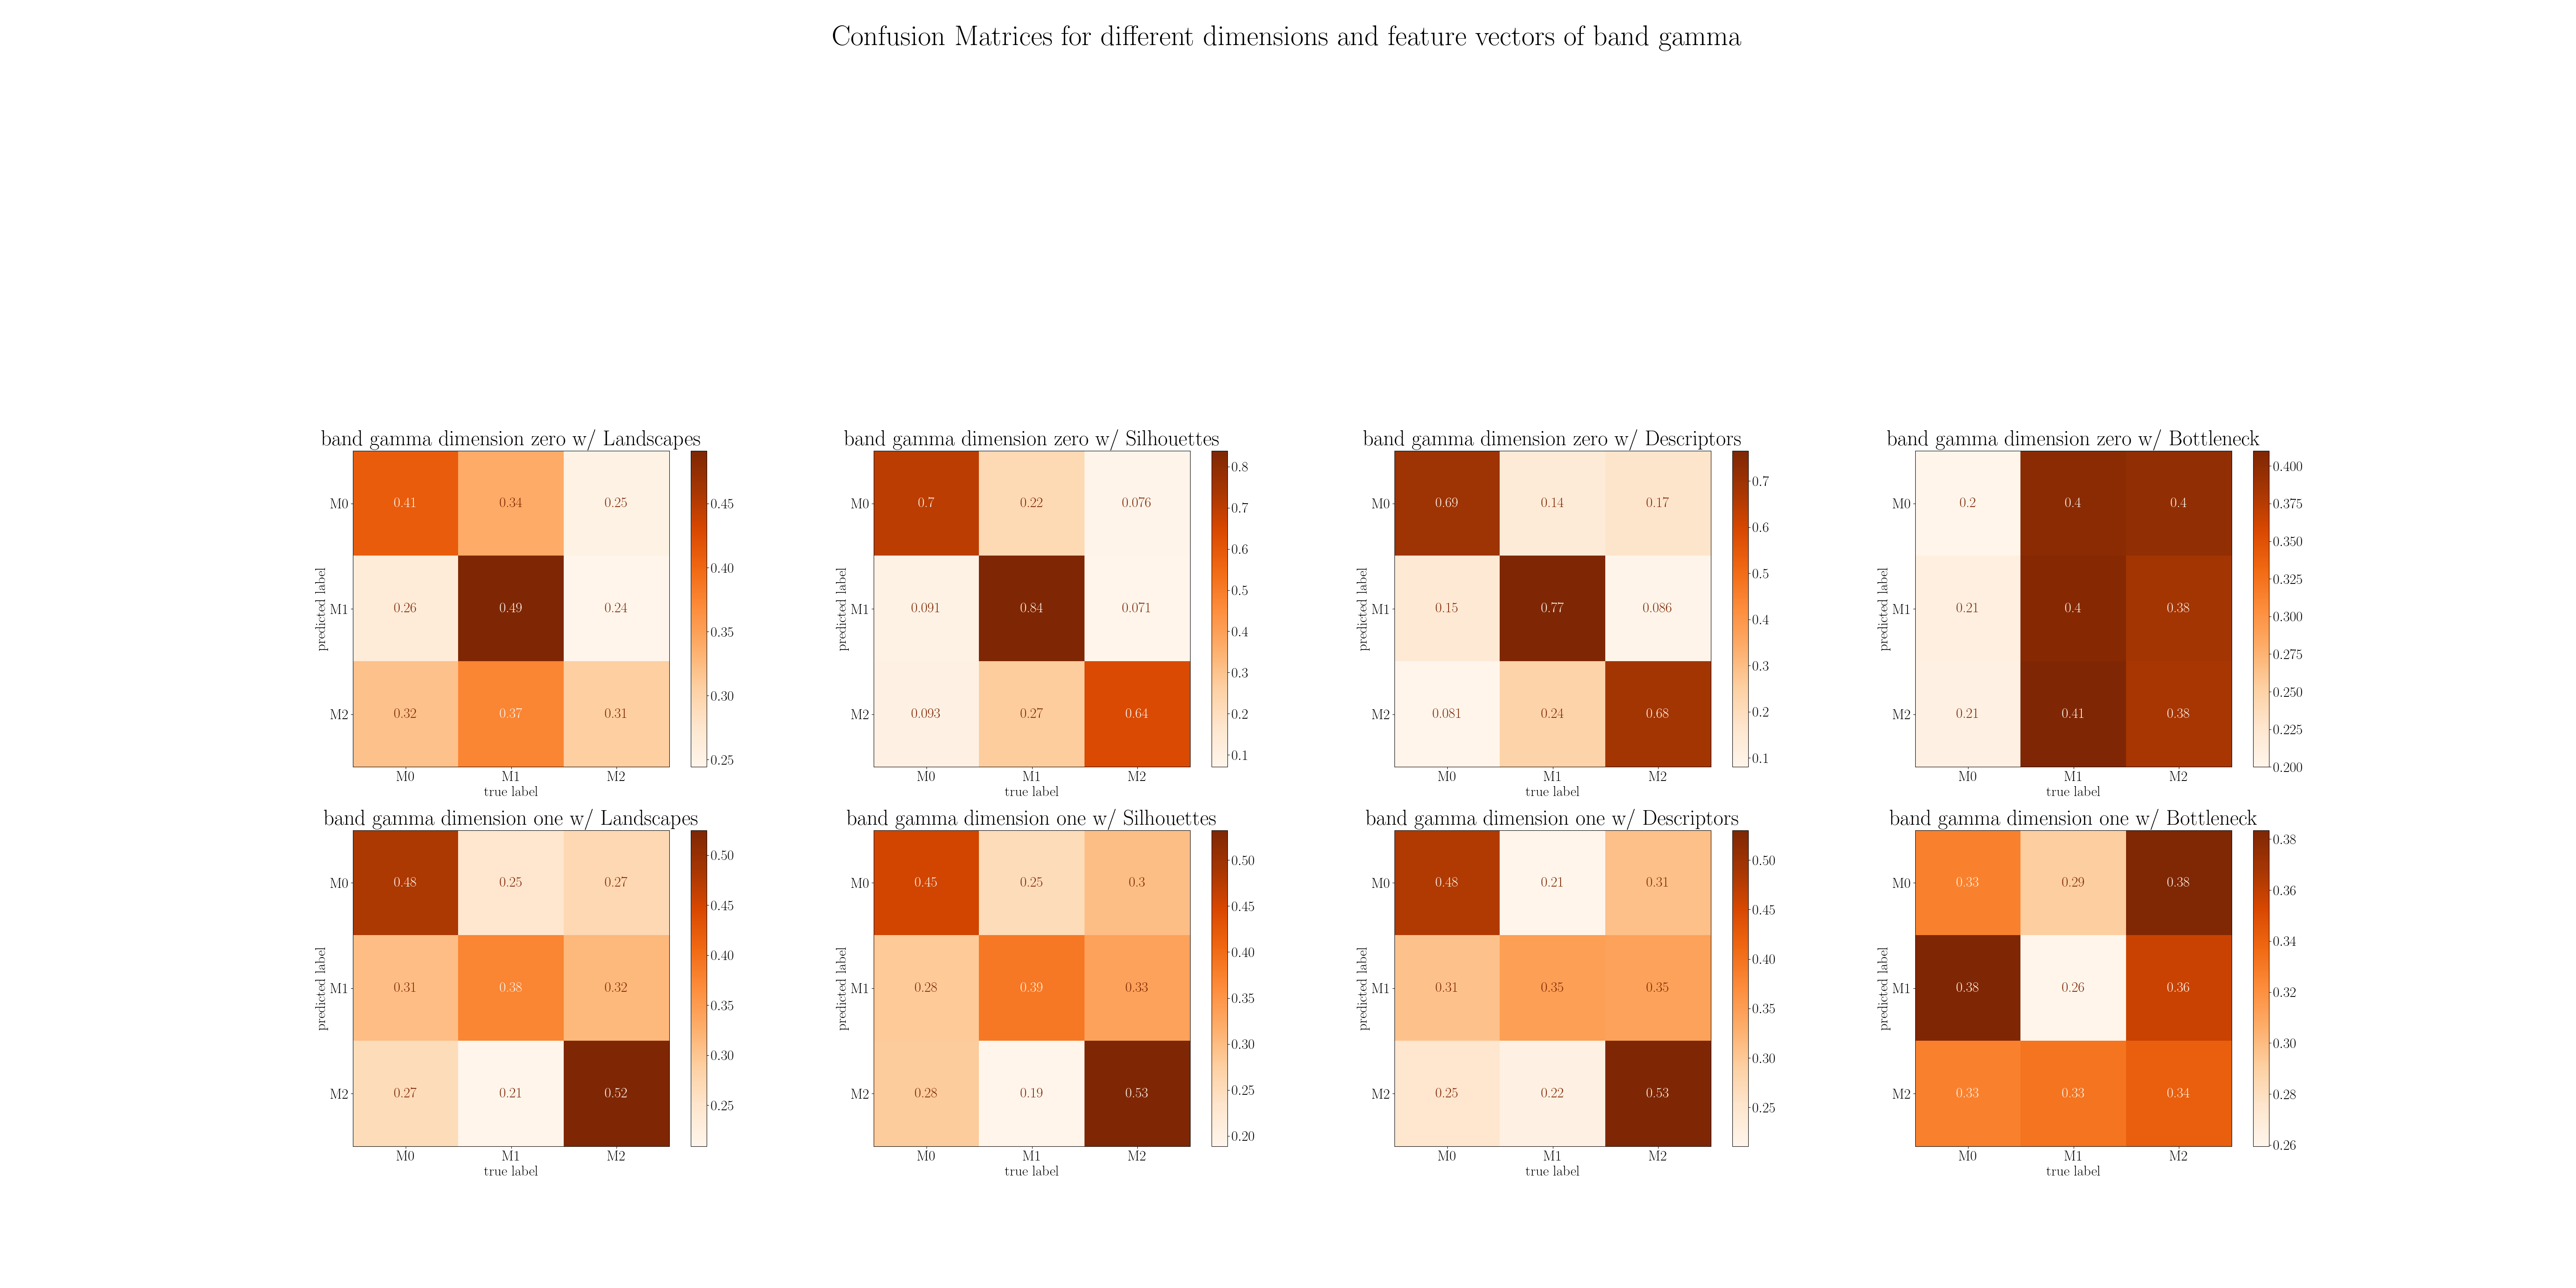 Confusion Matrices for different dimensions and feature vectors of band gamma
band gamma dimension zero w/ Landscapes
predicted label
M0 0.41 0.34 0.25
M1 0.26 0.49 0.24
M2 0.32 0.37 0.31
M0 M1 M2
true label
0.45
0.40
0.35
0.30
0.25
band gamma dimension zero w/ Silhouettes
predicted label
M0 0.7 0.22 0.076
M1 0.091 0.84 0.071
M2 0.093 0.27 0.64
M0 M1 M2
true label
0.8
0.7
0.6
0.5
0.4
0.3
0.2
0.1
band gamma dimension zero w/ Descriptors
predicted label
M0 0.69 0.14 0.17
M1 0.15 0.77 0.086
M2 0.081 0.24 0.68
M0 M1 M2
true label
0.7
0.6
0.5
0.4
0.3
0.2
0.1
band gamma dimension zero w/ Bottleneck
predicted label
M0 0.2 0.4 0.4
M1 0.21 0.4 0.38
M2 0.21 0.41 0.38
M0 M1 M2
true label
0.400
0.375
0.350
0.325
0.300
0.275
0.250
0.225
0.200
band gamma dimension one w/ Landscapes
predicted label
M0 0.48 0.25 0.27
M1 0.31 0.38 0.32
M2 0.27 0.21 0.52
M0 M1 M2
true label
0.50
0.45
0.40
0.35
0.30
0.25
band gamma dimension one w/ Silhouettes
predicted label
M0 0.45 0.25 0.3
M1 0.28 0.39 0.33
M2 0.28 0.19 0.53
M0 M1 M2
true label
0.50
0.45
0.40
0.35
0.30
0.25
0.20
band gamma dimension one w/ Descriptors
predicted label
M0 0.48 0.21 0.31
M1 0.31 0.35 0.35
M2 0.25 0.22 0.53
M0 M1 M2
true label
0.50
0.45
0.40
0.35
0.30
0.25
band gamma dimension one w/ Bottleneck
predicted label
M0 0.33 0.29 0.38
M1 0.38 0.26 0.36
M2 0.33 0.33 0.34
M0 M1 M2
true label
0.38
0.36
0.34
0.32
0.30
0.28
0.26